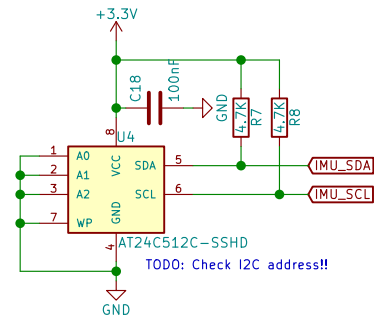 +3.3V
C18
100nF
GND
4.7K
R7
4.7K
R8
8
U4
1
A0
VCC
2
A1
SDA
5
IMU_SDA
3
A2
SCL
6
IMU_SCL
7
WP
GND
4
AT24C512C-SSHD
TODO: Check I2C address!!
GND